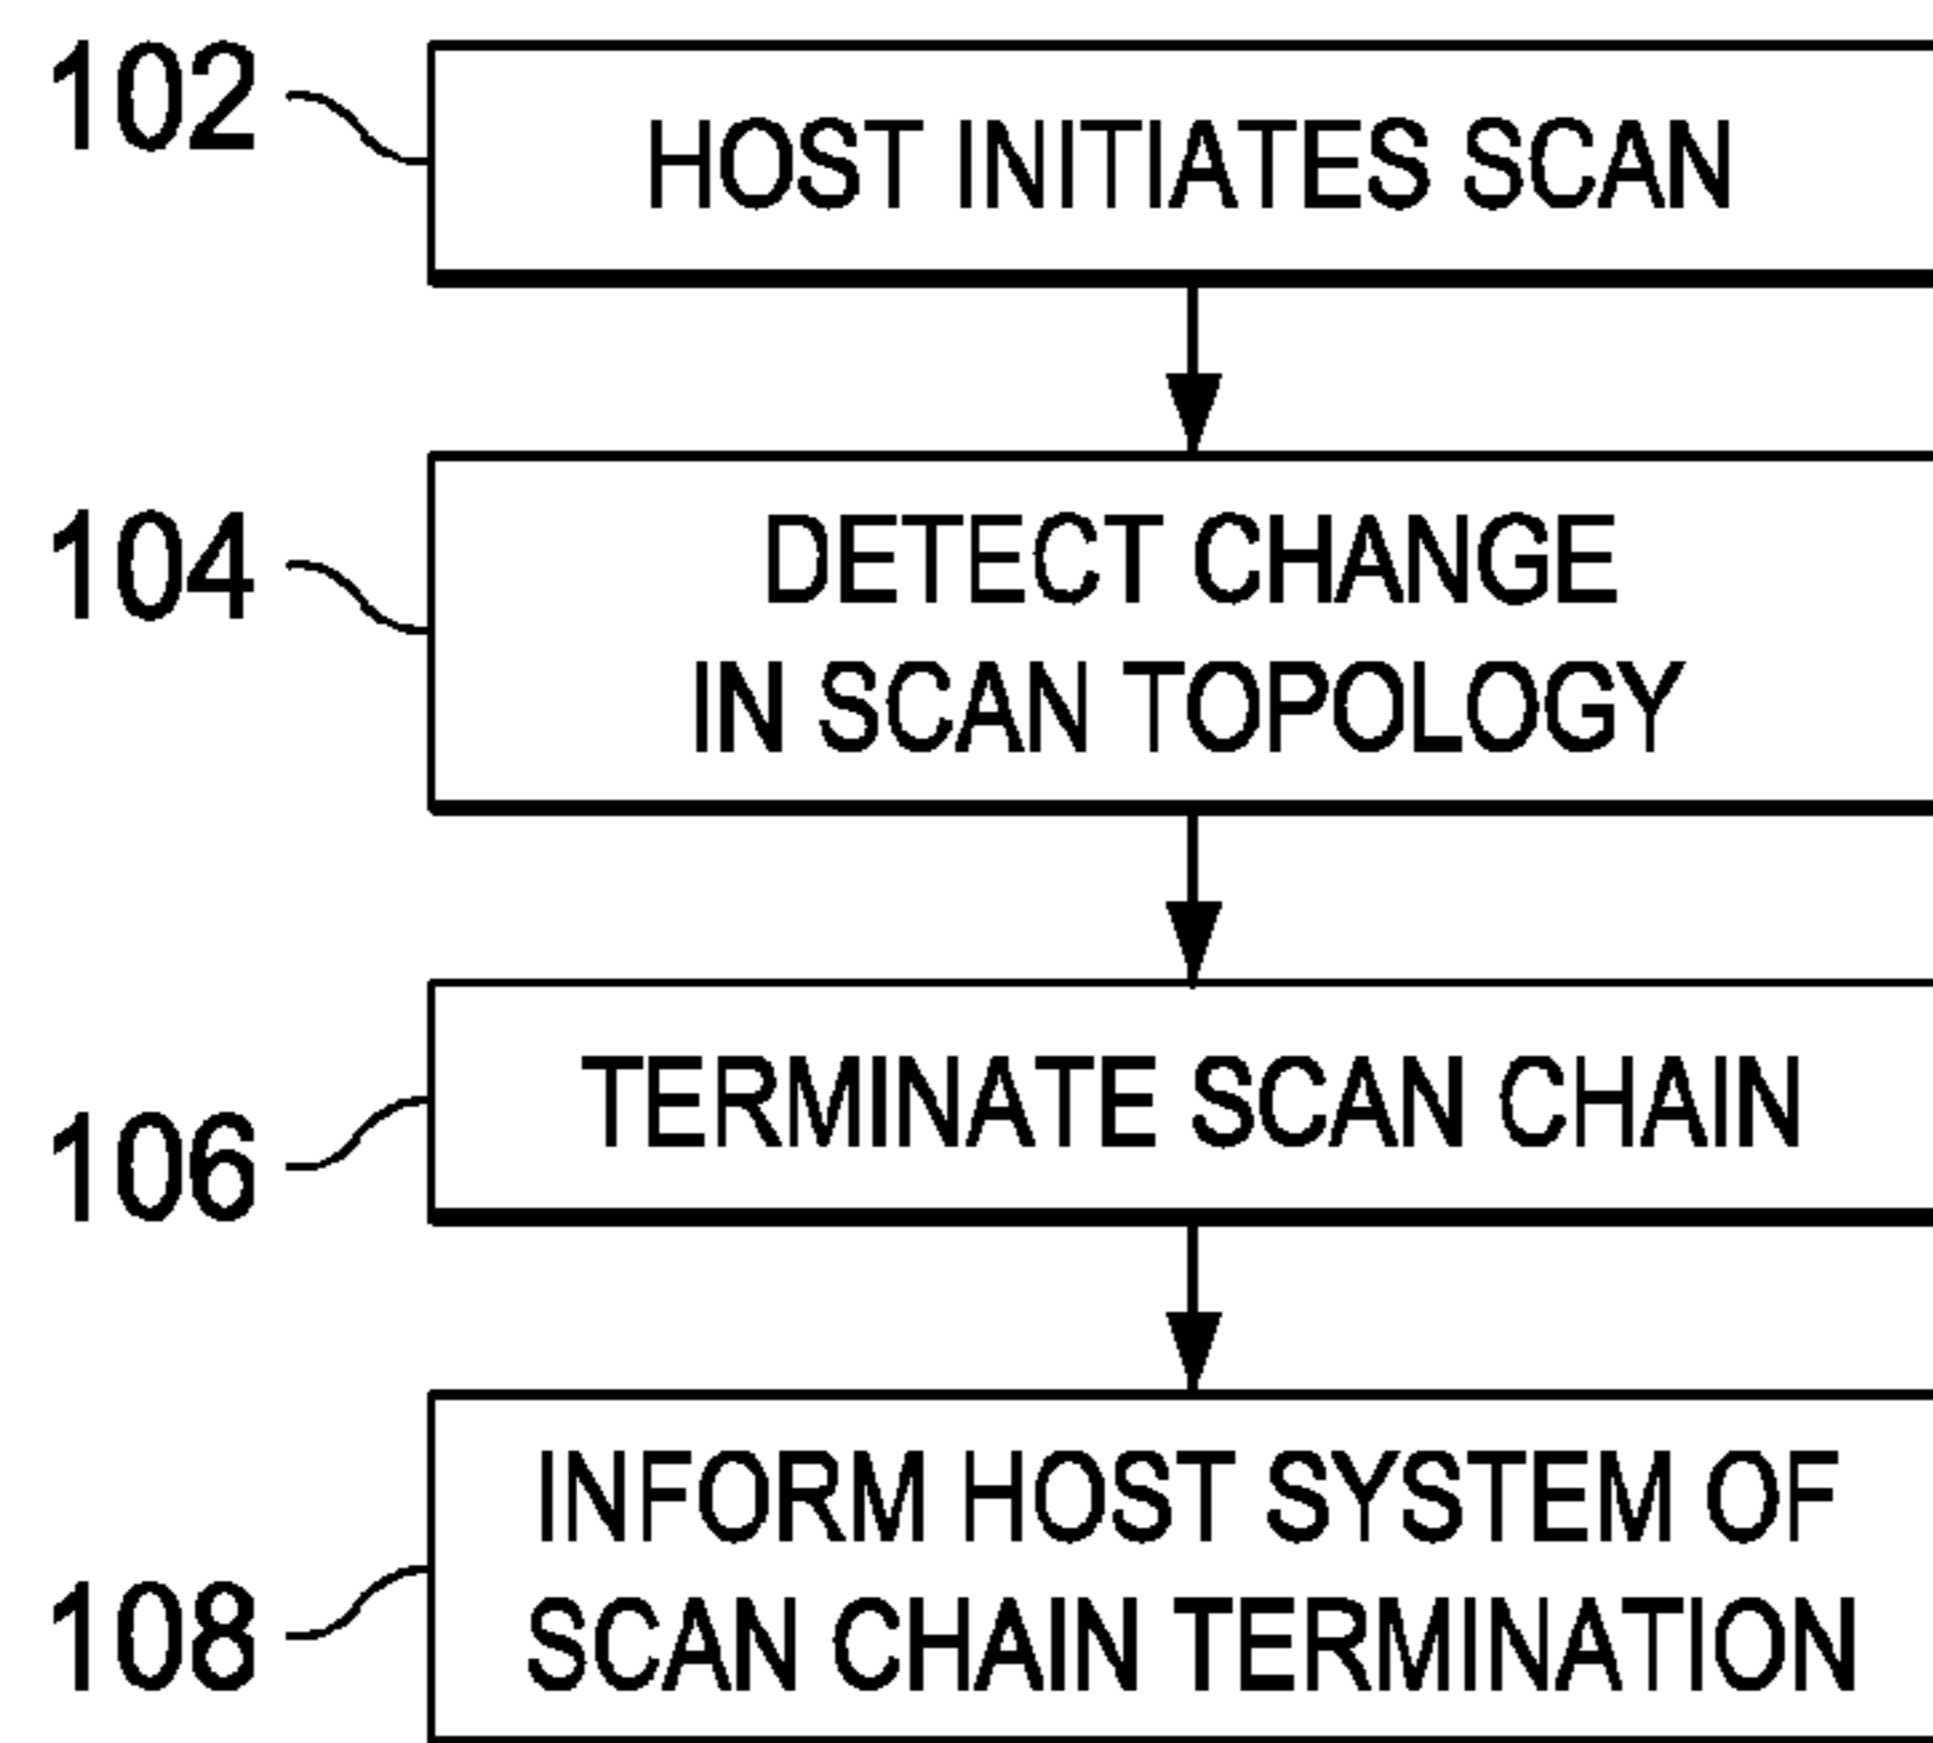 102
HOST INITIATES SCAN
104
DETECT CHANGE
IN SCAN TOPOLOGY
106
TERMINATE SCAN CHAIN
108
INFORM HOST SYSTEM OF
SCAN CHAIN TERMINATION